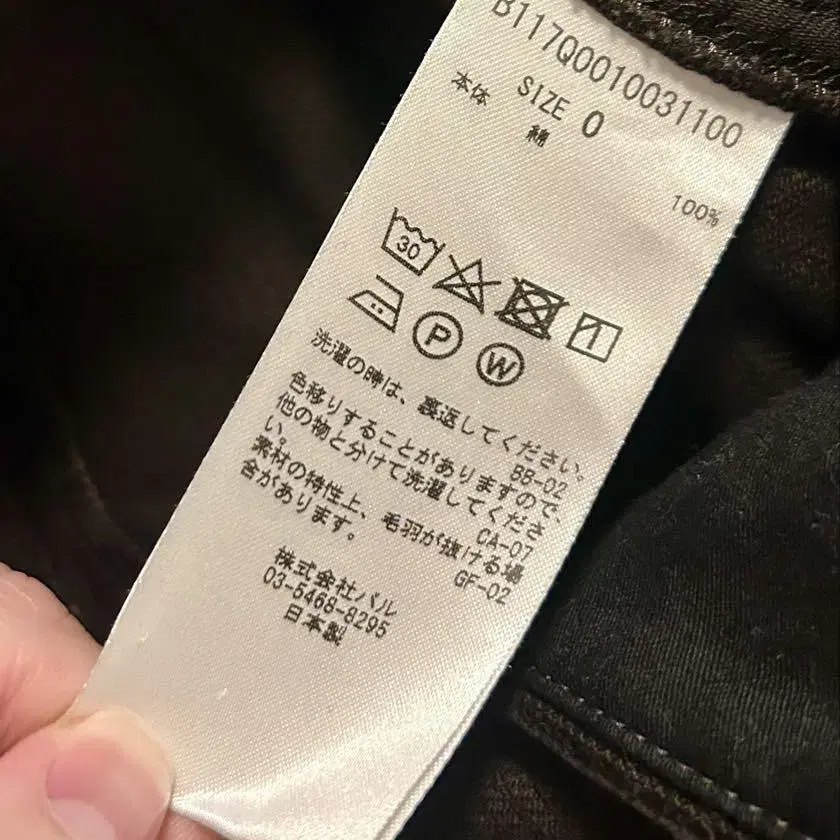 B117Q0010031100
SIZE 0
本体 綿 100%
30
P W
洗濯の時は、裏返してください。
BB-02
色移りすることがありますので、
他の物と分けて洗濯してくださ
い。
CA-07
素材の特性上、毛羽が抜ける場
合があります。
GF-02
株式会社パル
03-5468-8295
日本製